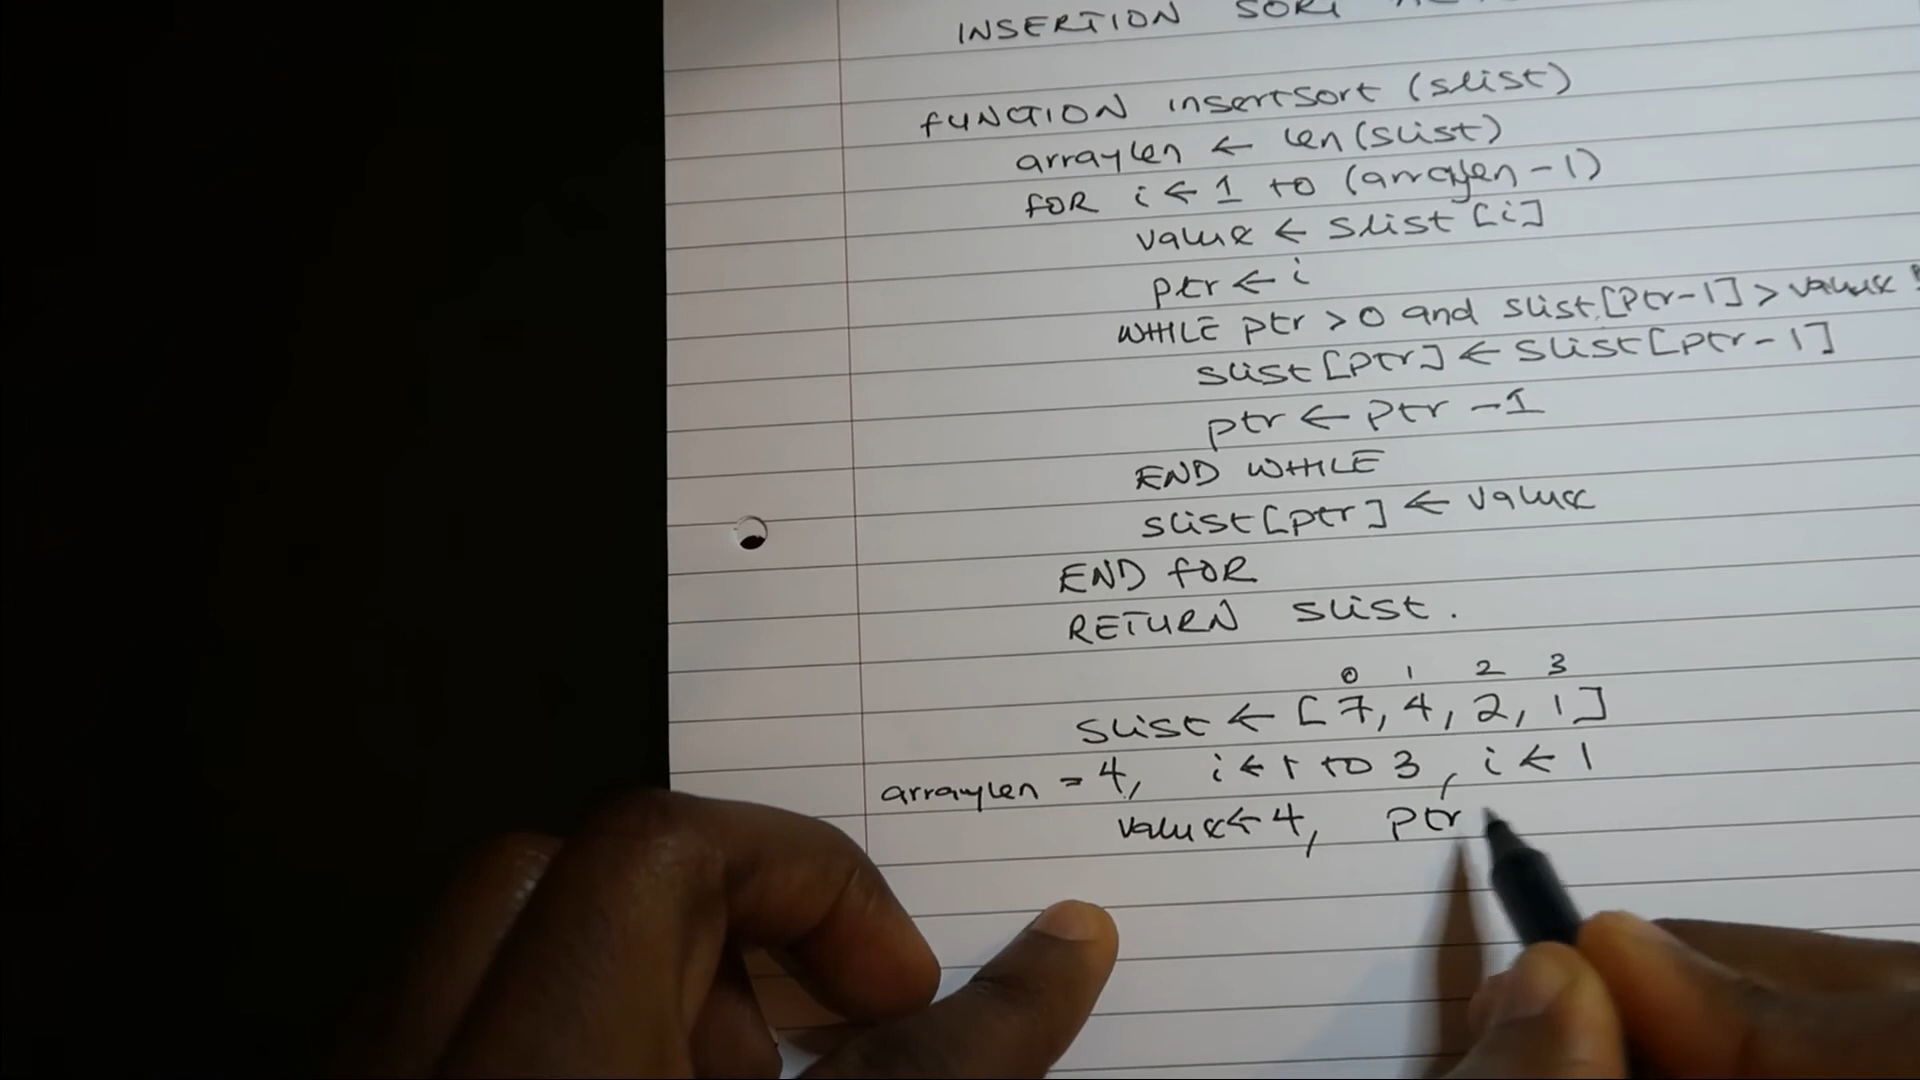 INSERTION SORT
FUNCTION insertsort (slist)
arraylen ← len(slist)
FOR i ← 1 to (arraylen - 1)
value ← slist [i]
ptr ← i
WHILE ptr > 0 and slist [ptr-1] > value
slist [ptr] ← slist [ptr-1]
ptr ← ptr - 1
END WHILE
slist [ptr] ← value
END FOR
RETURN slist.
0 1 2 3
slist ← [7, 4, 2, 1]
arraylen = 4, i ← 1 to 3, i ← 1
value ← 4, ptr